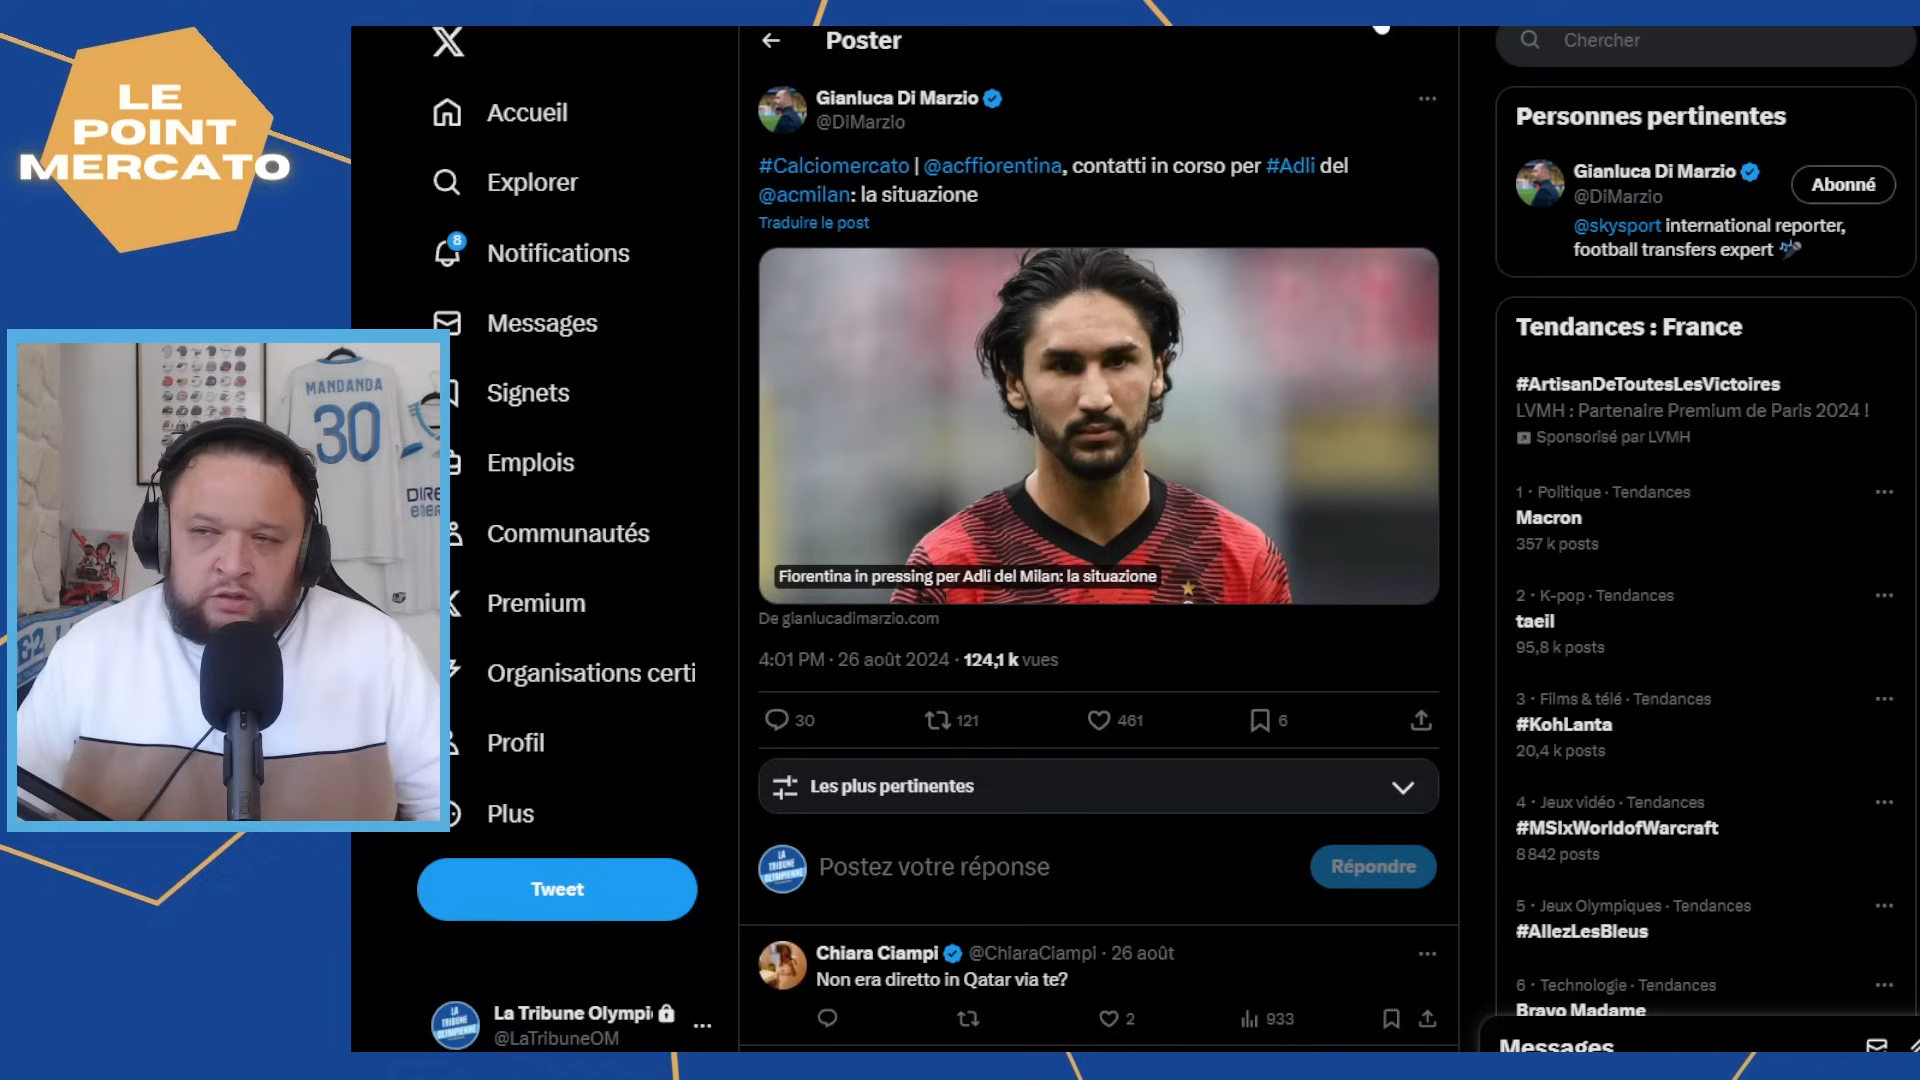 LE
POINT
MERCATO
MANDANDA
30
DIRE
Accueil
Explorer
8
Notifications
Messages
Signets
Emplois
Communautés
Premium
Organisations certi
Profil
Plus
Tweet
La Tribune Olympi
@LaTribuneOM
Poster
Gianluca Di Marzio
@DiMarzio
#Calciomercato | @acffiorentina, contatti in corso per #Adli del
@acmilan: la situazione
Traduire le post
Fiorentina in pressing per Adli del Milan: la situazione
De gianlucadimarzio.com
4:01 PM · 26 août 2024 · 124,1 k vues
30 121 461 6
Les plus pertinentes
LA
TRIBUNE
OLYMPIENNE
Postez votre réponse
Répondre
Chiara Ciampi @ChiaraCiampi · 26 août
Non era diretto in Qatar via te?
2 933
Chercher
Personnes pertinentes
Gianluca Di Marzio
@DiMarzio
Abonné
@skysport international reporter,
football transfers expert
Tendances : France
#ArtisanDeToutesLesVictoires
LVMH : Partenaire Premium de Paris 2024 !
Sponsorisé par LVMH
1 · Politique · Tendances
Macron
357 k posts
2 · K-pop · Tendances
taeil
95,8 k posts
3 · Films & télé · Tendances
#KohLanta
20,4 k posts
4 · Jeux vidéo · Tendances
#MSIxWorldofWarcraft
8 842 posts
5 · Jeux Olympiques · Tendances
#AllezLesBleus
6 · Technologie · Tendances
Bravo Madame
Messages